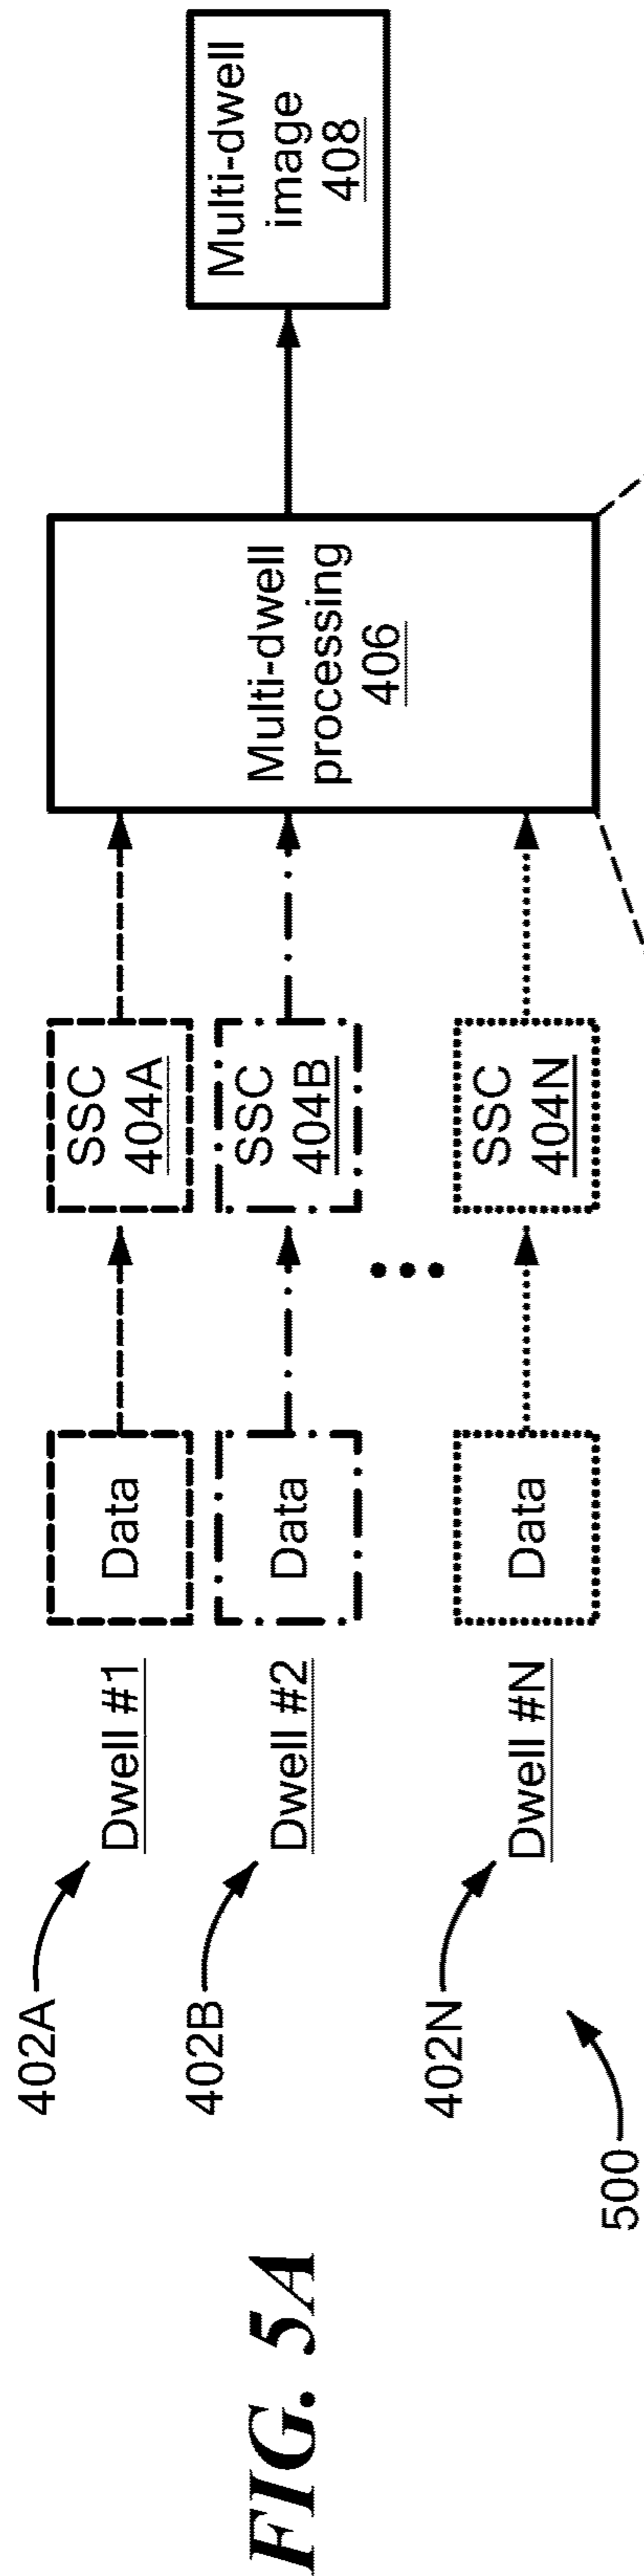 FIG. 5A
402A
Dwell #1
Data
SSC
404A
402B
Dwell #2
Data
SSC
404B
402N
Dwell #N
Data
SSC
404N
Multi-dwell
processing
406
Multi-dwell
image
408
500